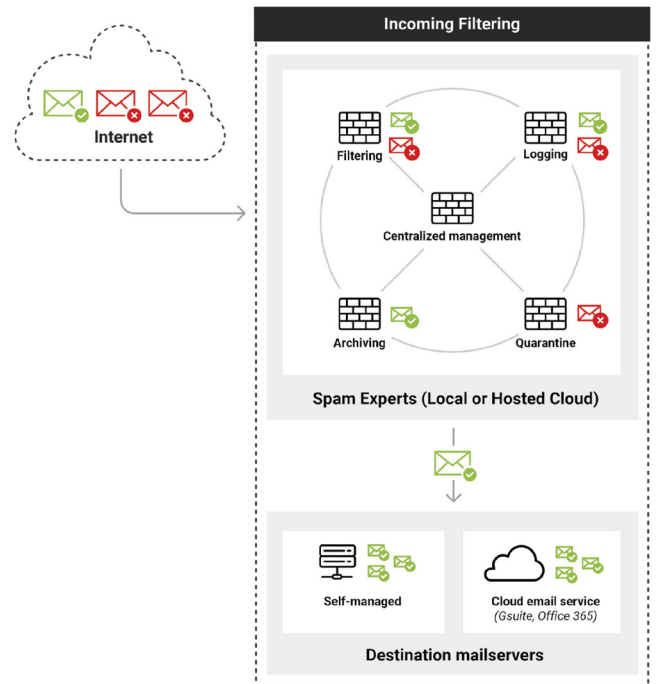 Incoming Filtering
Internet
Filtering
Logging
Centralized management
Archiving
Quarantine
Spam Experts (Local or Hosted Cloud)
Self-managed
Cloud email service
(Gsuite, Office 365)
Destination mailservers